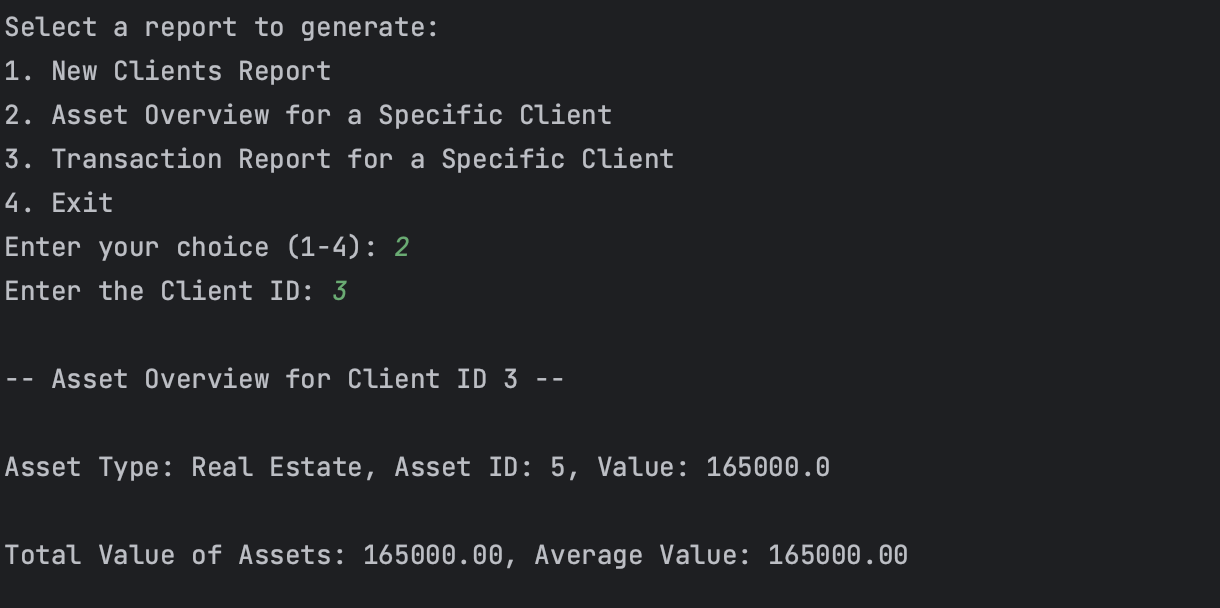 Select a report to generate:
1. New Clients Report
2. Asset Overview for a Specific Client
3. Transaction Report for a Specific Client
4. Exit
Enter your choice (1-4): 2
Enter the Client ID: 3
-- Asset Overview for Client ID 3 --
Asset Type: Real Estate, Asset ID: 5, Value: 165000.0
Total Value of Assets: 165000.00, Average Value: 165000.00